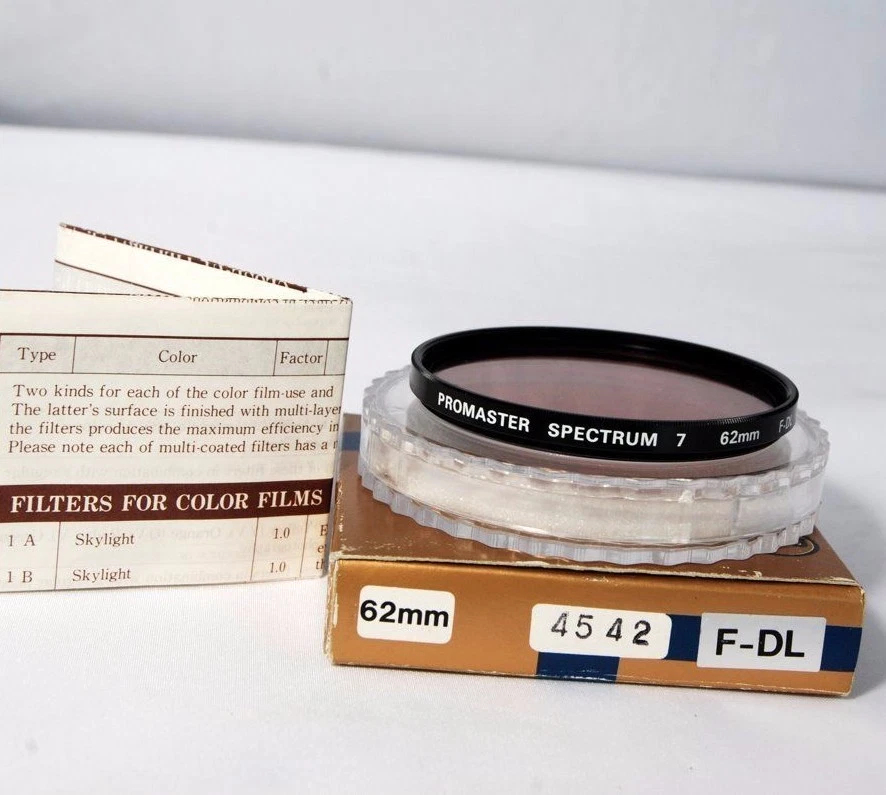 Type Color Factor
Two kinds for each of the color film-use and
The latter's surface is finished with multi-layer
the filters produces the maximum efficiency in
Please note each of multi-coated filters has a
FILTERS FOR COLOR FILMS
1 A Skylight 1.0
1 B Skylight 1.0
PROMASTER SPECTRUM 7 62mm F-DL
62mm
4542
F-DL